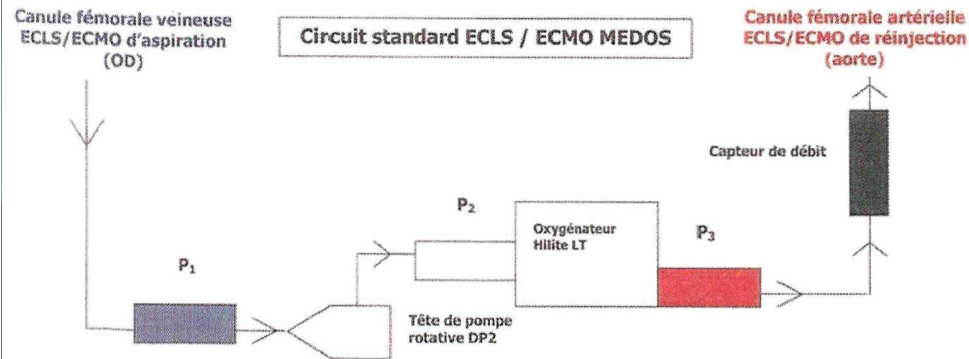 Canule fémorale veineuse
ECLS/ECMO d'aspiration
(OD)
Circuit standard ECLS / ECMO MEDOS
Canule fémorale artérielle
ECLS/ECMO de réinjection
(aorte)
Capteur de débit
P₂
Oxygénateur
Hilite LT
P₃
P₁
Tête de pompe
rotative DP2